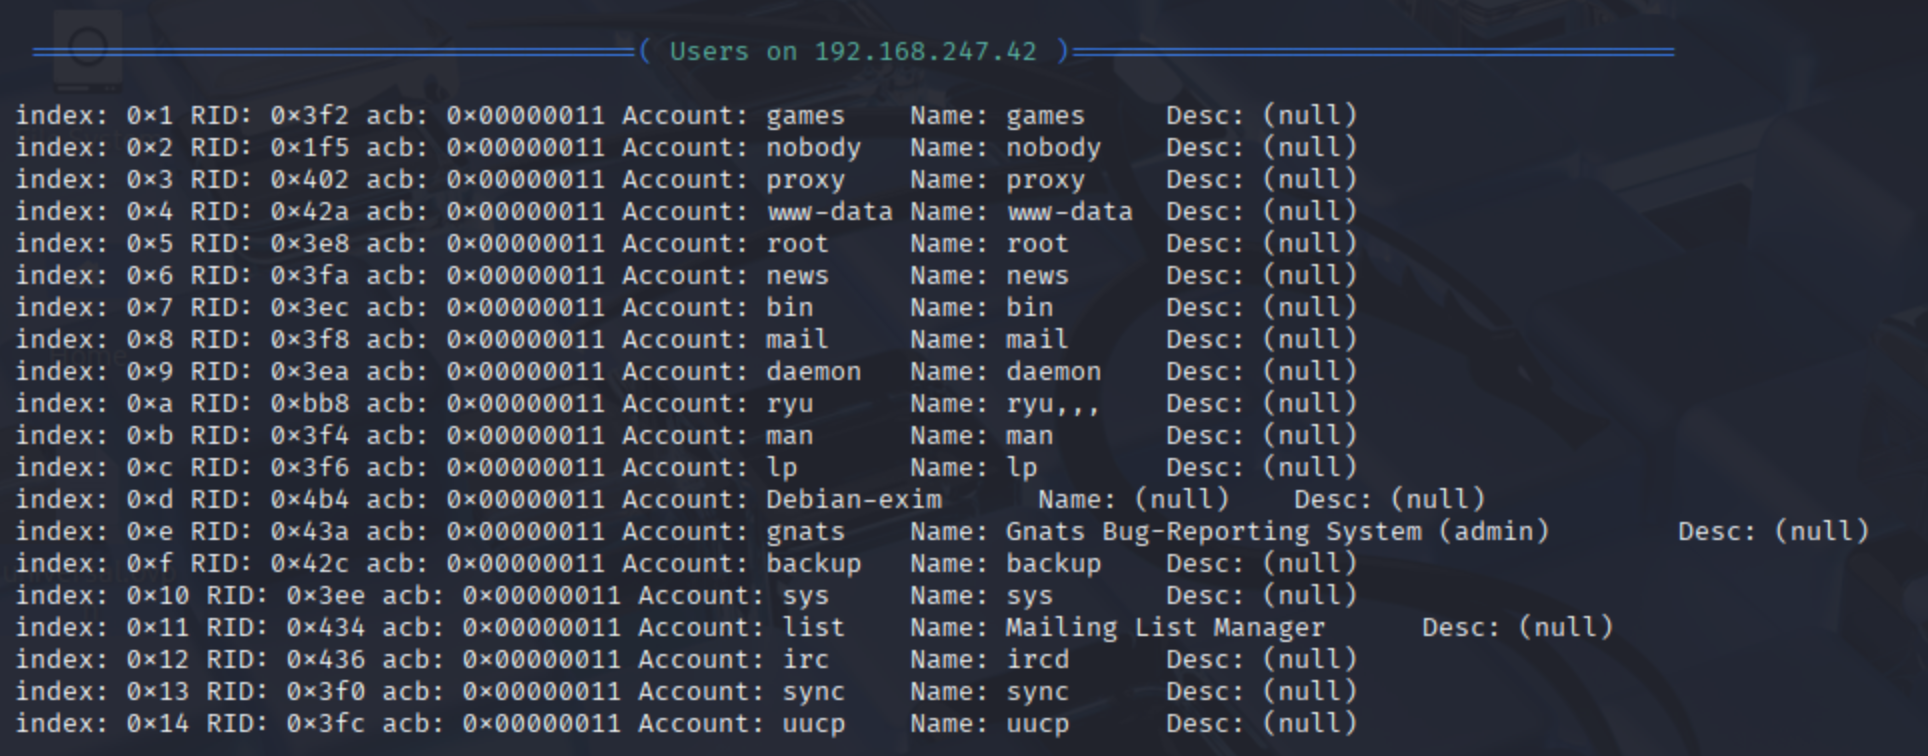 ( Users on 192.168.247.42 )
index: 0×1 RID: 0×3f2 acb: 0×00000011 Account: games Name: games Desc: (null)
index: 0×2 RID: 0×1f5 acb: 0×00000011 Account: nobody Name: nobody Desc: (null)
index: 0×3 RID: 0×402 acb: 0×00000011 Account: proxy Name: proxy Desc: (null)
index: 0×4 RID: 0×42a acb: 0×00000011 Account: www-data Name: www-data Desc: (null)
index: 0×5 RID: 0×3e8 acb: 0×00000011 Account: root Name: root Desc: (null)
index: 0×6 RID: 0×3fa acb: 0×00000011 Account: news Name: news Desc: (null)
index: 0×7 RID: 0×3ec acb: 0×00000011 Account: bin Name: bin Desc: (null)
index: 0×8 RID: 0×3f8 acb: 0×00000011 Account: mail Name: mail Desc: (null)
index: 0×9 RID: 0×3ea acb: 0×00000011 Account: daemon Name: daemon Desc: (null)
index: 0×a RID: 0×bb8 acb: 0×00000011 Account: ryu Name: ryu,,, Desc: (null)
index: 0×b RID: 0×3f4 acb: 0×00000011 Account: man Name: man Desc: (null)
index: 0×c RID: 0×3f6 acb: 0×00000011 Account: lp Name: lp Desc: (null)
index: 0×d RID: 0×4b4 acb: 0×00000011 Account: Debian-exim Name: (null) Desc: (null)
index: 0×e RID: 0×43a acb: 0×00000011 Account: gnats Name: Gnats Bug-Reporting System (admin) Desc: (null)
index: 0×f RID: 0×42c acb: 0×00000011 Account: backup Name: backup Desc: (null)
index: 0×10 RID: 0×3ee acb: 0×00000011 Account: sys Name: sys Desc: (null)
index: 0×11 RID: 0×434 acb: 0×00000011 Account: list Name: Mailing List Manager Desc: (null)
index: 0×12 RID: 0×436 acb: 0×00000011 Account: irc Name: ircd Desc: (null)
index: 0×13 RID: 0×3f0 acb: 0×00000011 Account: sync Name: sync Desc: (null)
index: 0×14 RID: 0×3fc acb: 0×00000011 Account: uucp Name: uucp Desc: (null)